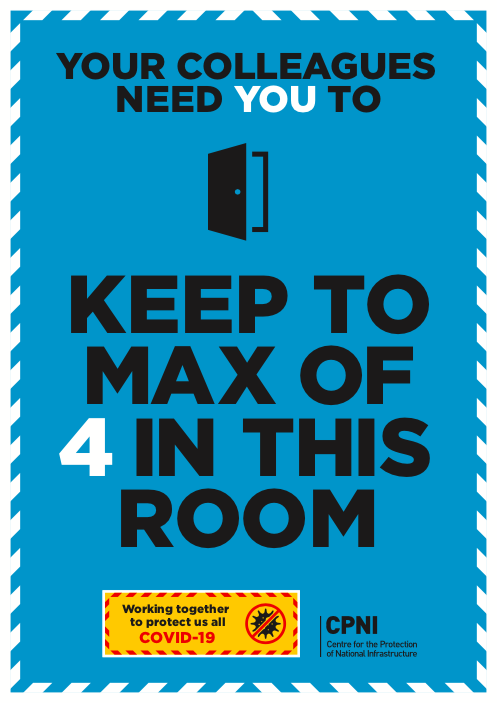 YOUR COLLEAGUES
NEED YOU TO
KEEP TO
MAX OF
4 IN THIS
ROOM
Working together
to protect us all
COVID-19
CPNI
Centre for the Protection
of National Infrastructure